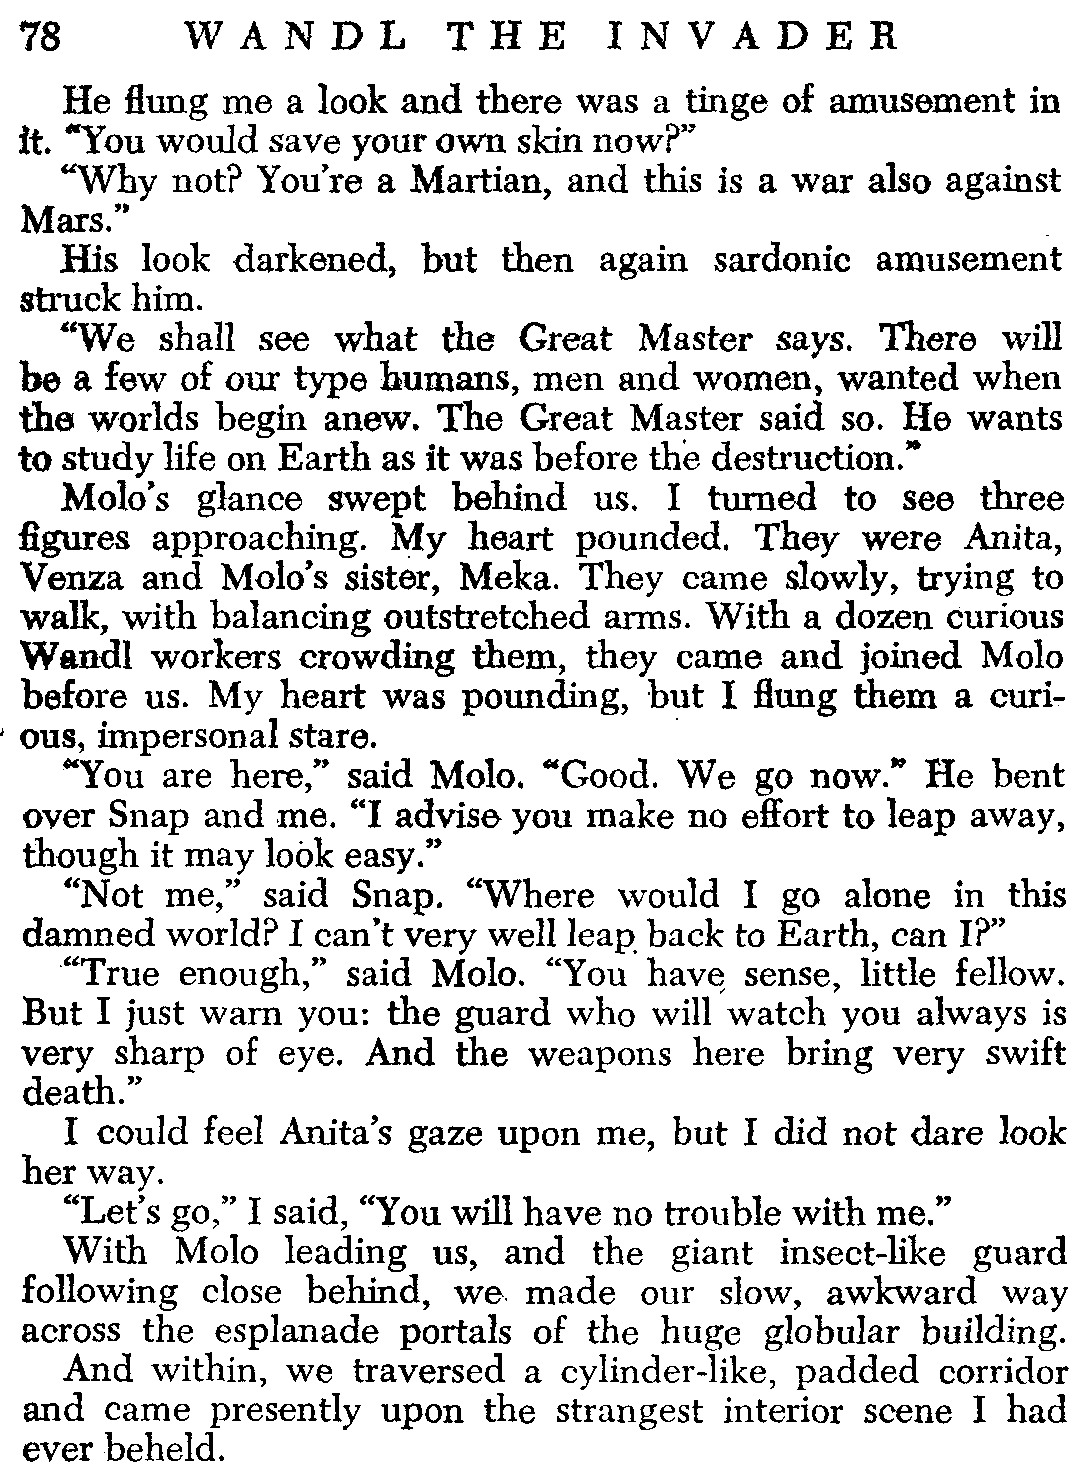 78 WANDL THE INVADER
He flung me a look and there was a tinge of amusement in
it. "You would save your own skin now?"
"Why not? You're a Martian, and this is a war also against
Mars."
His look darkened, but then again sardonic amusement
struck him.
"We shall see what the Great Master says. There will
be a few of our type humans, men and women, wanted when
the worlds begin anew. The Great Master said so. He wants
to study life on Earth as it was before the destruction."
Molo's glance swept behind us. I turned to see three
figures approaching. My heart pounded. They were Anita,
Venza and Molo's sister, Meka. They came slowly, trying to
walk, with balancing outstretched arms. With a dozen curious
Wandl workers crowding them, they came and joined Molo
before us. My heart was pounding, but I flung them a curi-
ous, impersonal stare.
"You are here," said Molo. "Good. We go now." He bent
over Snap and me. "I advise you make no effort to leap away,
though it may look easy."
"Not me," said Snap. "Where would I go alone in this
damned world? I can't very well leap back to Earth, can I?"
"True enough," said Molo. "You have sense, little fellow.
But I just warn you: the guard who will watch you always is
very sharp of eye. And the weapons here bring very swift
death."
I could feel Anita's gaze upon me, but I did not dare look
her way.
"Let's go," I said, "You will have no trouble with me."
With Molo leading us, and the giant insect-like guard
following close behind, we made our slow, awkward way
across the esplanade portals of the huge globular building.
And within, we traversed a cylinder-like, padded corridor
and came presently upon the strangest interior scene I had
ever beheld.